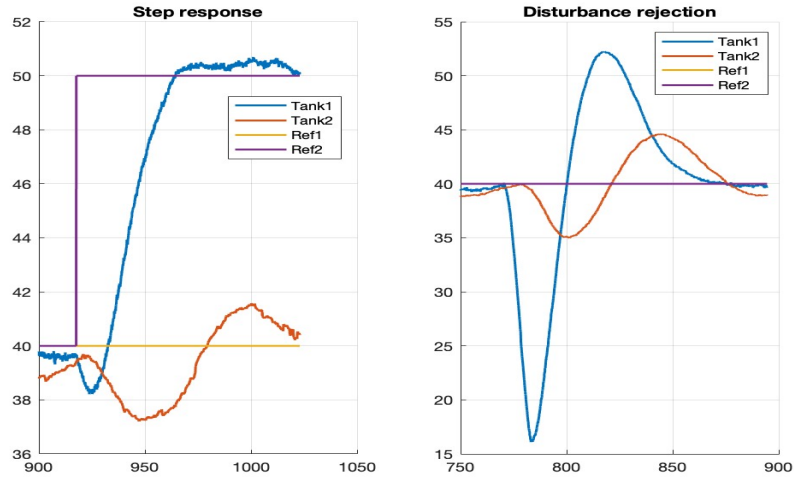 Step response
52
50
48
46
44
42
40
38
36
900
950
1000
1050
Tank1
Tank2
Ref1
Ref2
Disturbance rejection
55
50
45
40
35
30
25
20
15
750
800
850
900
Tank1
Tank2
Ref1
Ref2